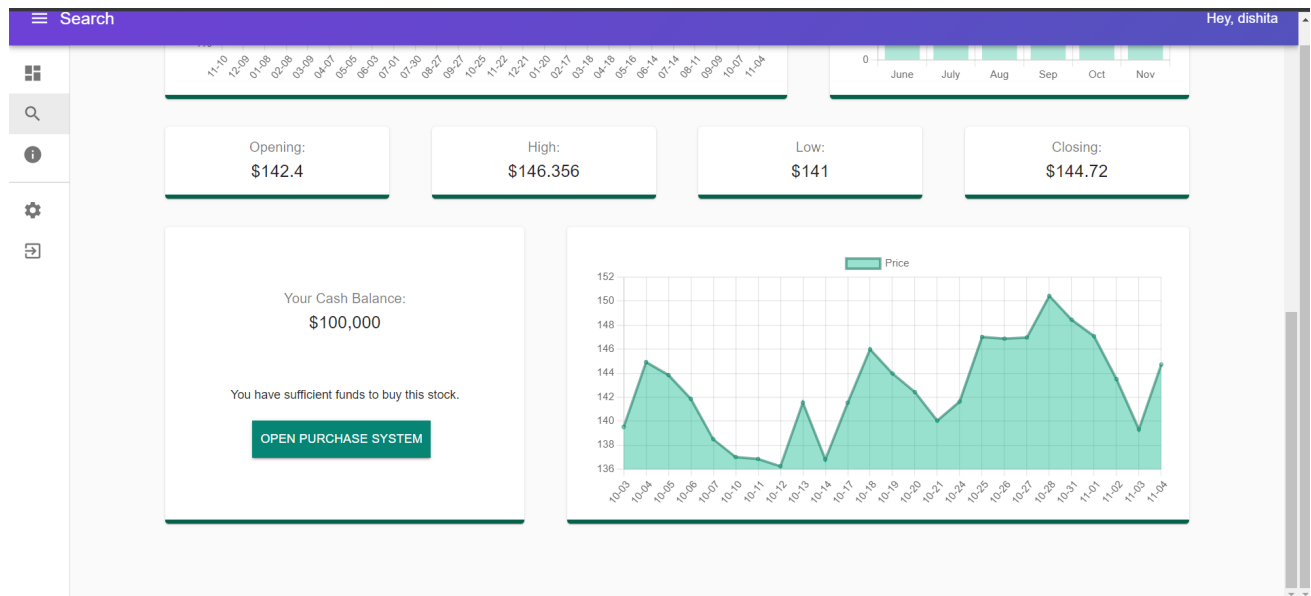 Search
Hey, dishita
11-10 12-09 01-08 02-08 03-09 04-07 05-05 06-03 07-01 07-30 08-27 09-27 10-25 11-22 12-21 01-20 02-17 03-18 04-18 05-16 06-14 07-14 08-11 09-09 10-07 11-04
0
June July Aug Sep Oct Nov
Opening:
$142.4
High:
$146.356
Low:
$141
Closing:
$144.72
Your Cash Balance:
$100,000
You have sufficient funds to buy this stock.
OPEN PURCHASE SYSTEM
Price
152
150
148
146
144
142
140
138
136
10-03 10-04 10-05 10-06 10-07 10-10 10-11 10-12 10-13 10-14 10-17 10-18 10-19 10-20 10-21 10-24 10-25 10-26 10-27 10-28 10-31 11-01 11-02 11-03 11-04